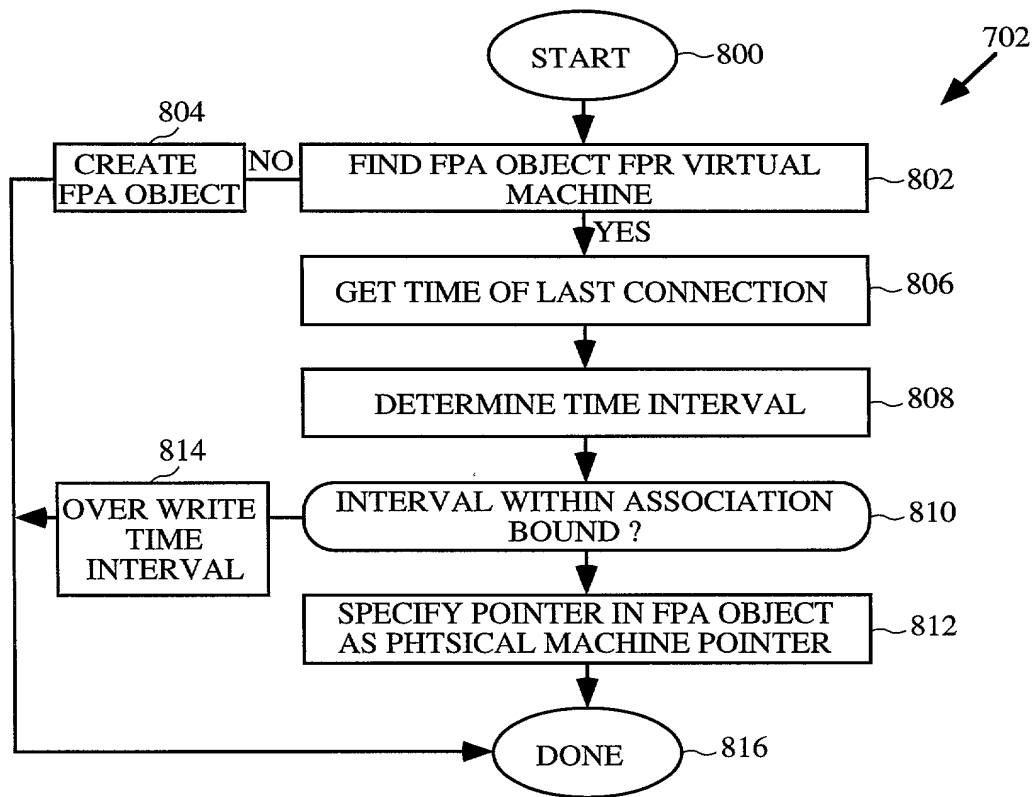 START
800
702
804
CREATE
FPA OBJECT
NO
FIND FPA OBJECT FPR VIRTUAL
MACHINE
802
YES
GET TIME OF LAST CONNECTION
806
DETERMINE TIME INTERVAL
808
814
OVER WRITE
TIME
INTERVAL
INTERVAL WITHIN ASSOCIATION
BOUND ?
810
SPECIFY POINTER IN FPA OBJECT
AS PHTSICAL MACHINE POINTER
812
DONE
816